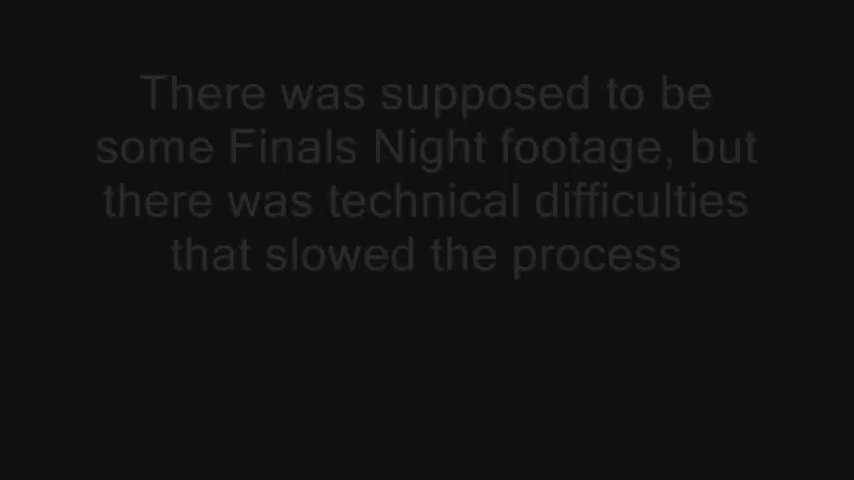 There was supposed to be
some Finals Night footage, but
there was technical difficulties
that slowed the process